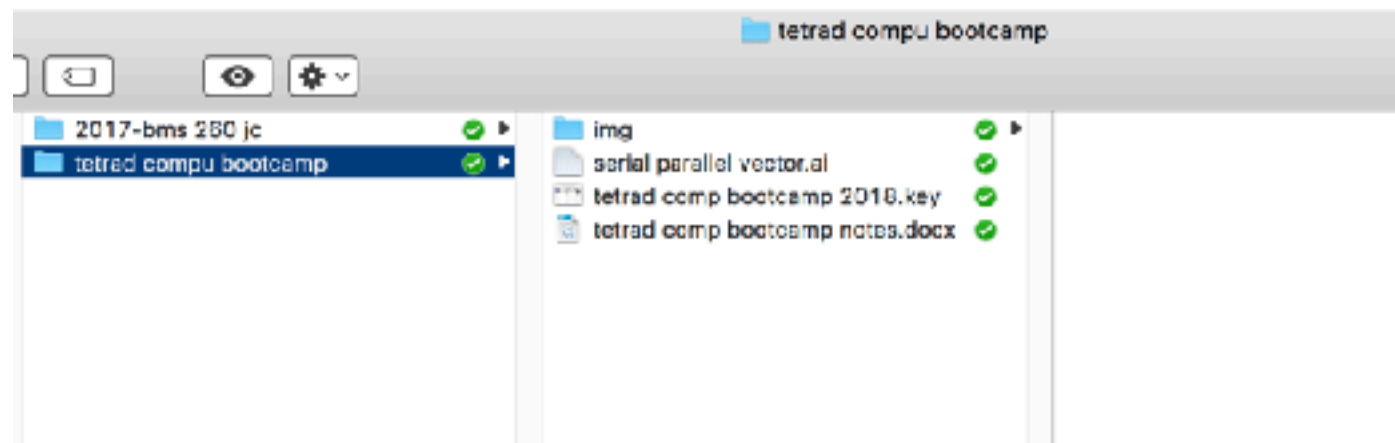 tetrad compu bootcamp
2017-bms 260 jc
tetrad compu bootcamp
img
serial parallel vector.ai
tetrad comp bootcamp 2018.key
tetrad comp bootcamp notes.docx